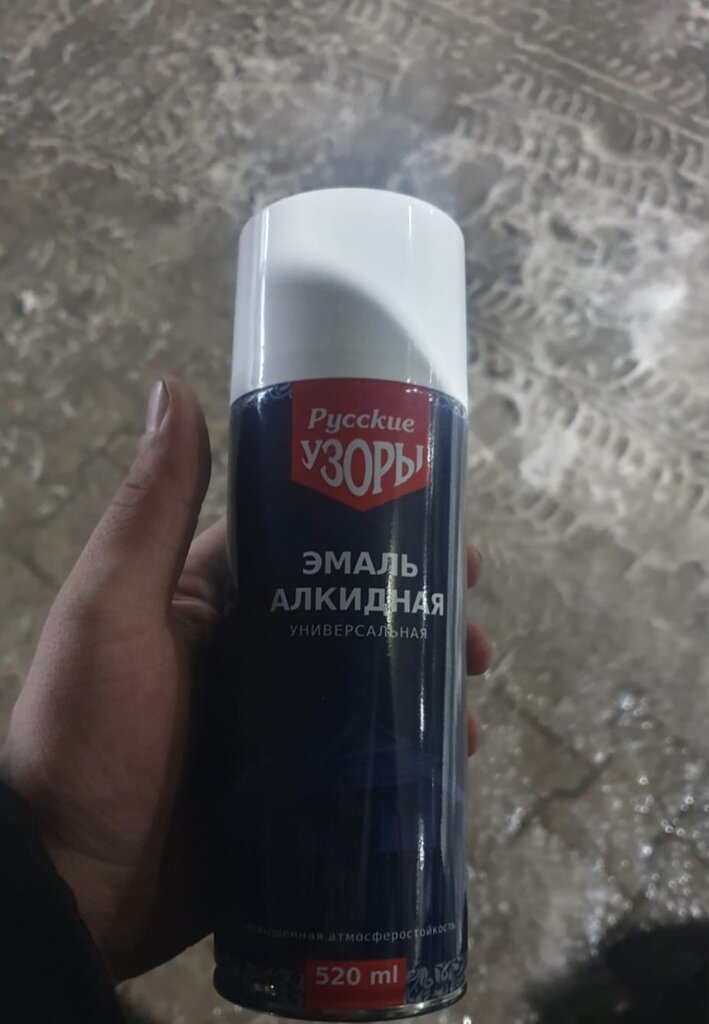 Русские
УЗОРЫ
ЭМАЛЬ
АЛКИДНАЯ
УНИВЕРСАЛЬНАЯ
повышенная атмосферостойкость
520 ml